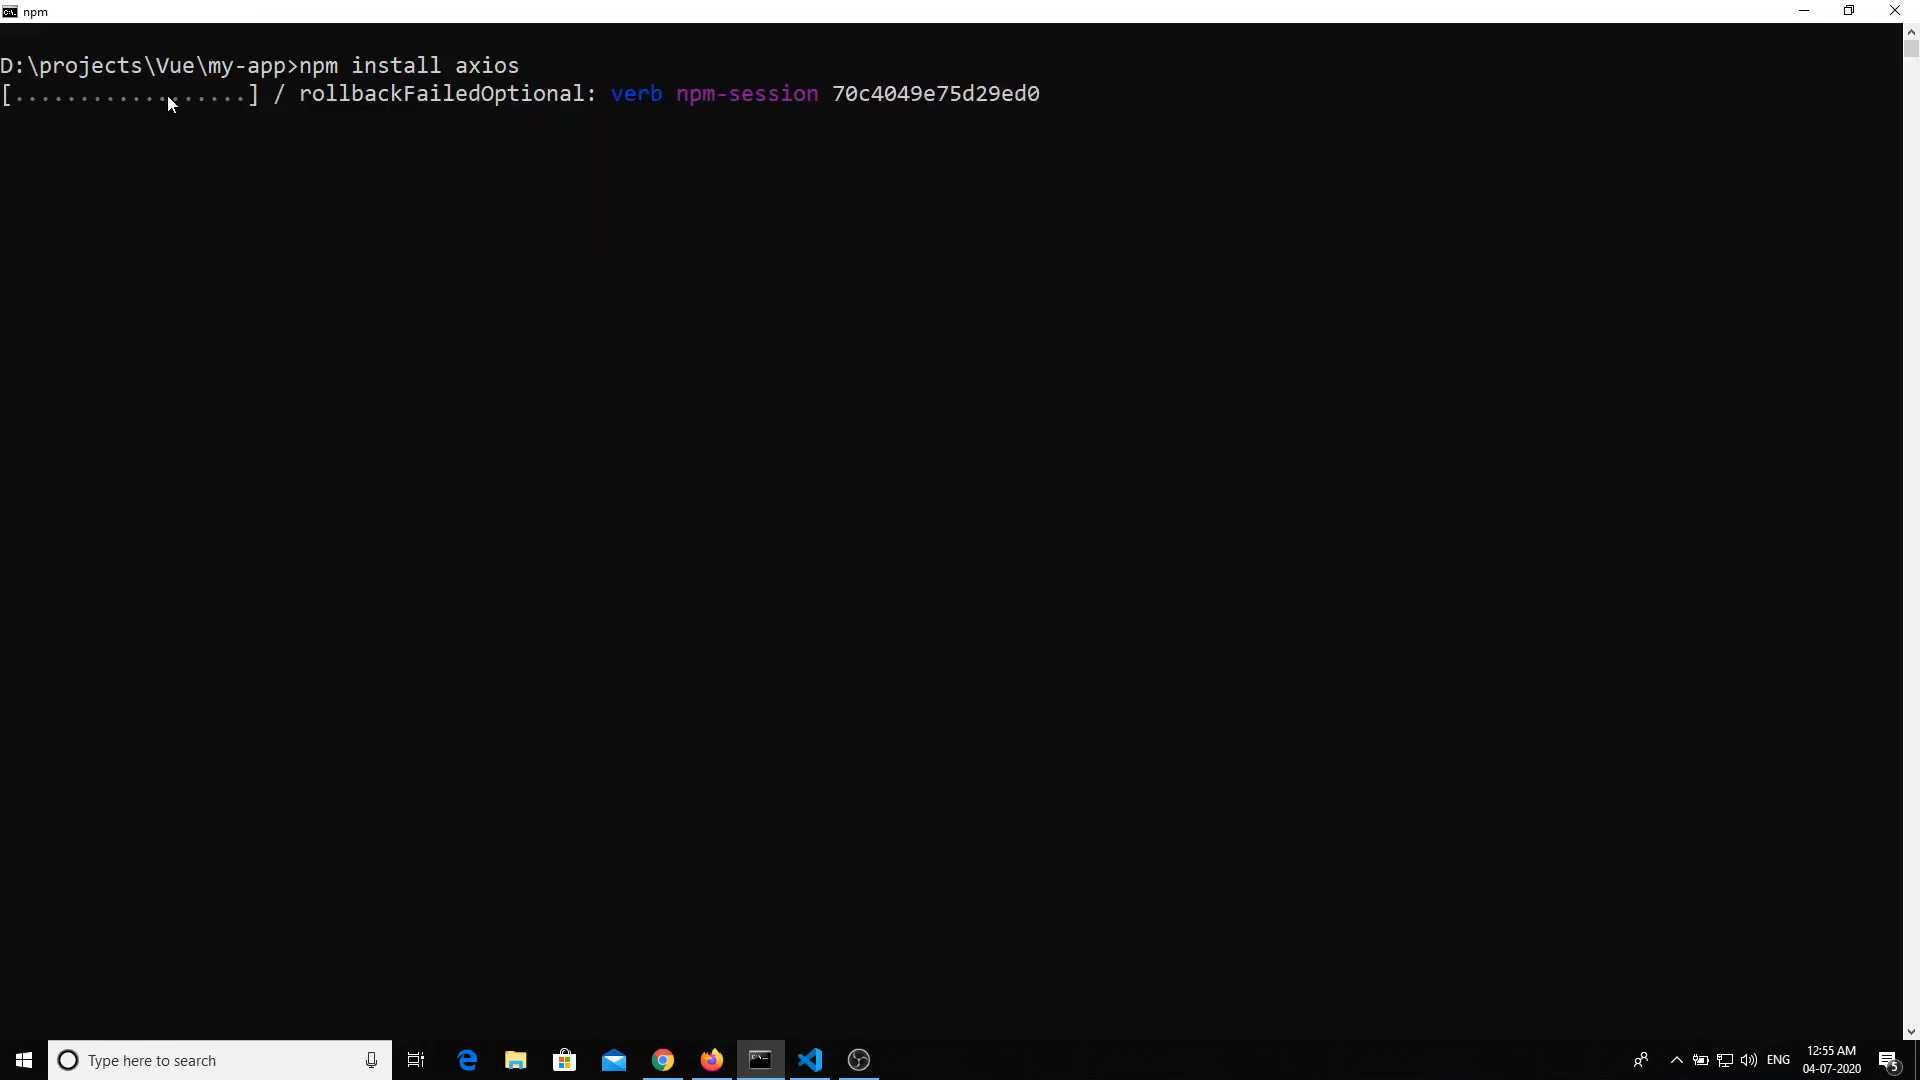 npm
D:\projects\Vue\my-app>npm install axios
[..................] / rollbackFailedOptional: verb npm-session 70c4049e75d29ed0
Type here to search
ENG
12:55 AM
04-07-2020
5